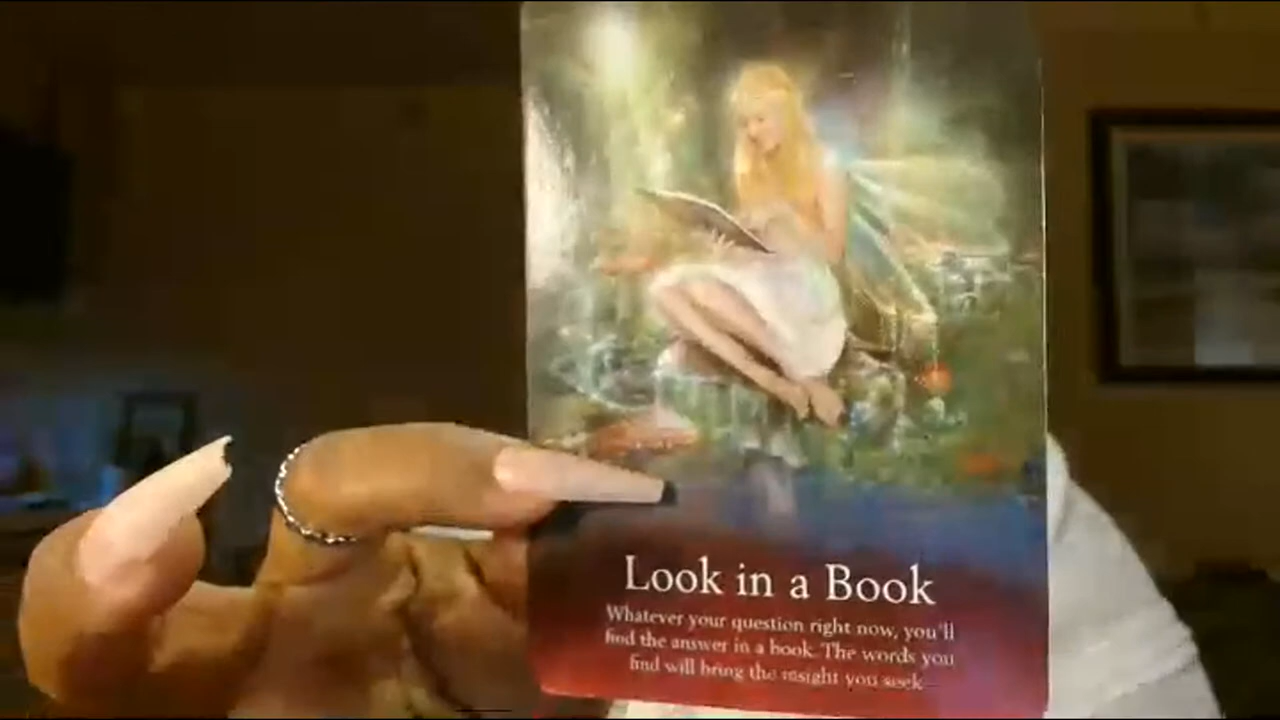 Look in a Book
Whatever your question right now, you'll
find the answer in a book. The words you
find will bring the insight you seek.